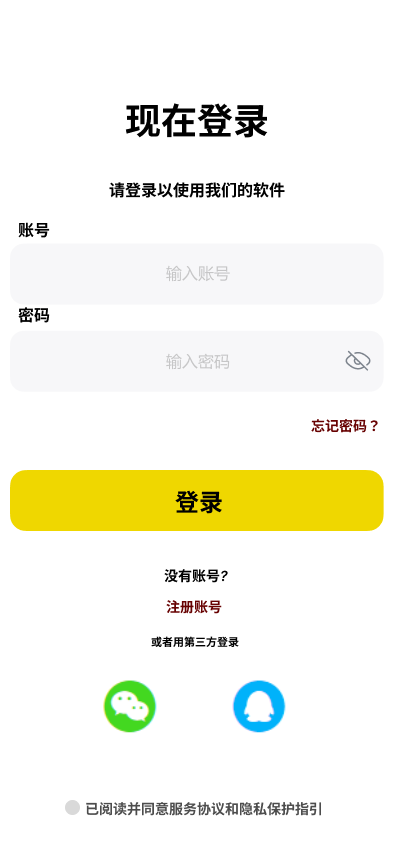 现在登录
请登录以使用我们的软件
账号
输入账号
密码
输入密码
忘记密码？
登录
没有账号?
注册账号
或者用第三方登录
已阅读并同意服务协议和隐私保护指引